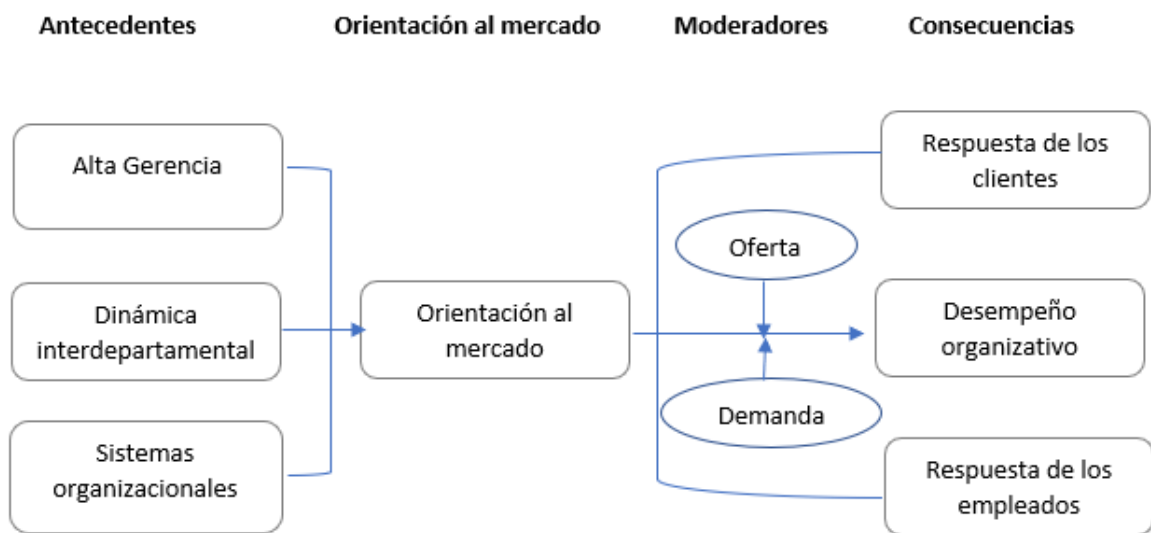 Antecedentes
Orientación al mercado
Moderadores
Consecuencias
Alta Gerencia
Dinámica
interdepartamental
Sistemas
organizacionales
Orientación al
mercado
Oferta
Demanda
Respuesta de los
clientes
Desempeño
organizativo
Respuesta de los
empleados